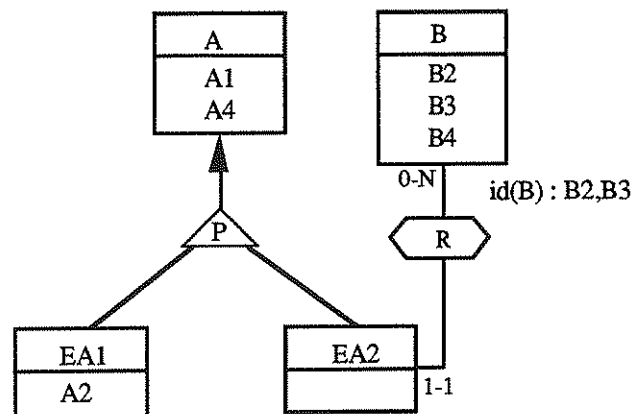 A
A1
A4
B
B2
B3
B4
0-N
id(B) : B2,B3
P
R
EA1
A2
EA2
1-1